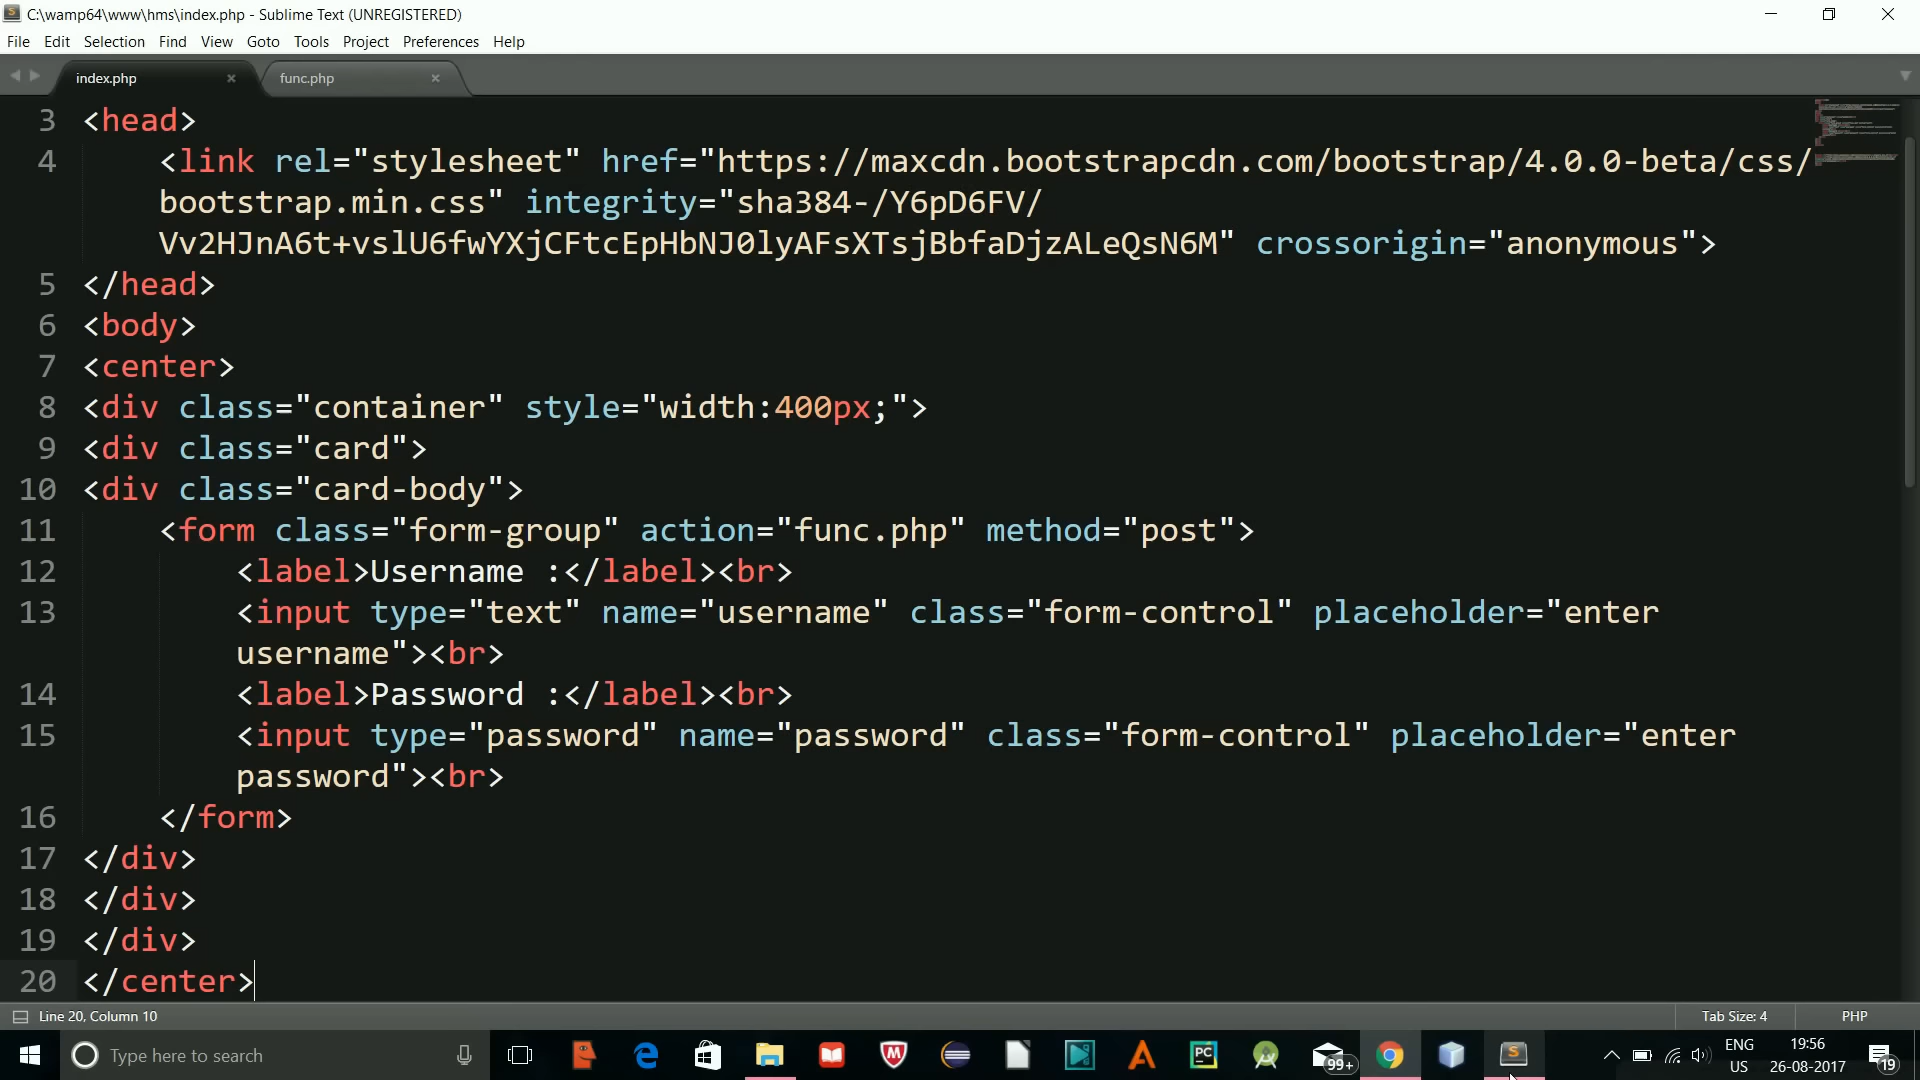 C:\wamp64\www\hms\index.php - Sublime Text (UNREGISTERED)
File Edit Selection Find View Goto Tools Project Preferences Help
index.php × func.php ×
3 <head>
4 <link rel="stylesheet" href="https://maxcdn.bootstrapcdn.com/bootstrap/4.0.0-beta/css/
bootstrap.min.css" integrity="sha384-/Y6pD6FV/
Vv2HJnA6t+vslU6fwYXjCFtcEpHbNJ0lyAFsXTsjBbfaDjzALeQsN6M" crossorigin="anonymous">
5 </head>
6 <body>
7 <center>
8 <div class="container" style="width:400px;">
9 <div class="card">
10 <div class="card-body">
11 <form class="form-group" action="func.php" method="post">
12 <label>Username :</label><br>
13 <input type="text" name="username" class="form-control" placeholder="enter
username"><br>
14 <label>Password :</label><br>
15 <input type="password" name="password" class="form-control" placeholder="enter
password"><br>
16 </form>
17 </div>
18 </div>
19 </div>
20 </center>
Line 20, Column 10 Tab Size: 4 PHP
Type here to search 99+ ENG 19:56
US 26-08-2017 19